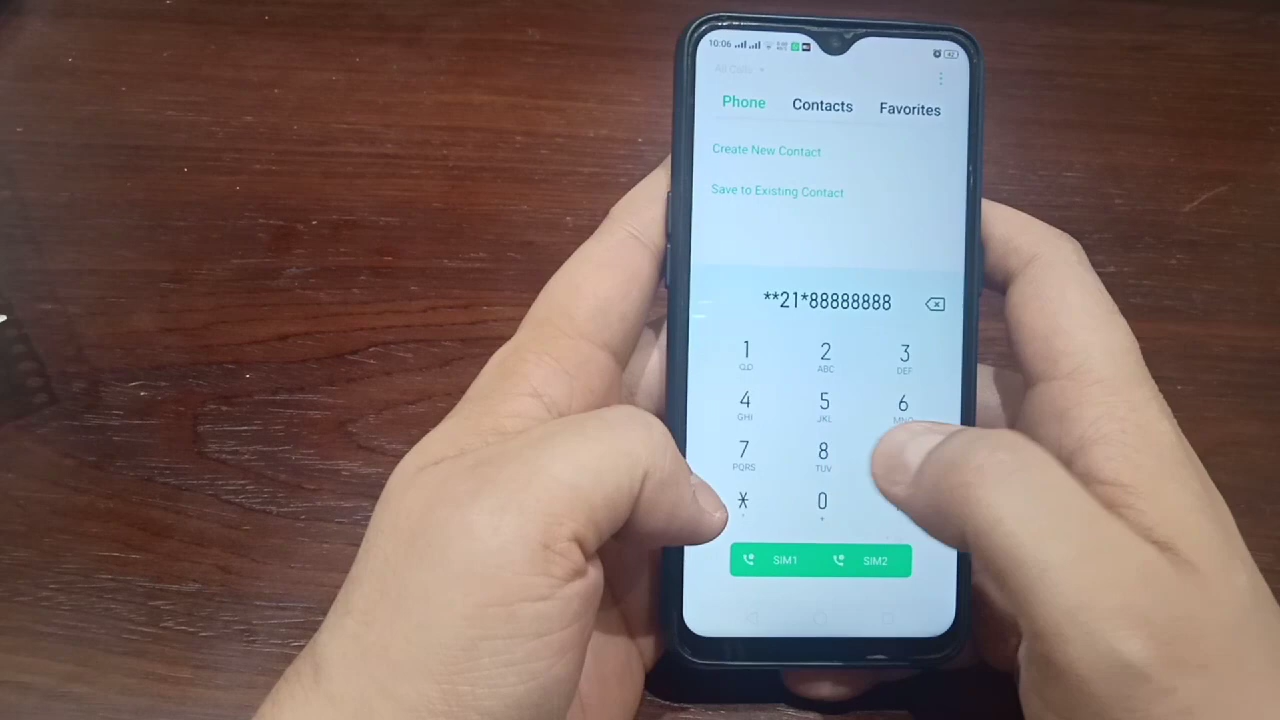 10:06
42
All Calls
Phone Contacts Favorites
Create New Contact
Save to Existing Contact
**21*88888888
1 2 3
ABC DEF
4 5 6
GHI JKL MNO
7 8
PQRS TUV
* 0
+
SIM1 SIM2